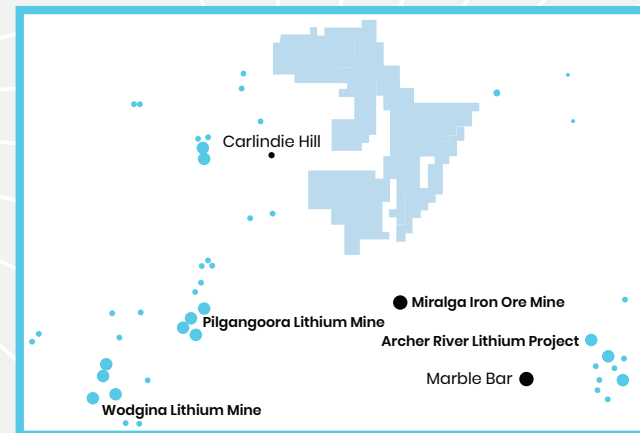 Carlindie Hill
Miralga Iron Ore Mine
Pilgangoora Lithium Mine
Archer River Lithium Project
Marble Bar
Wodgina Lithium Mine